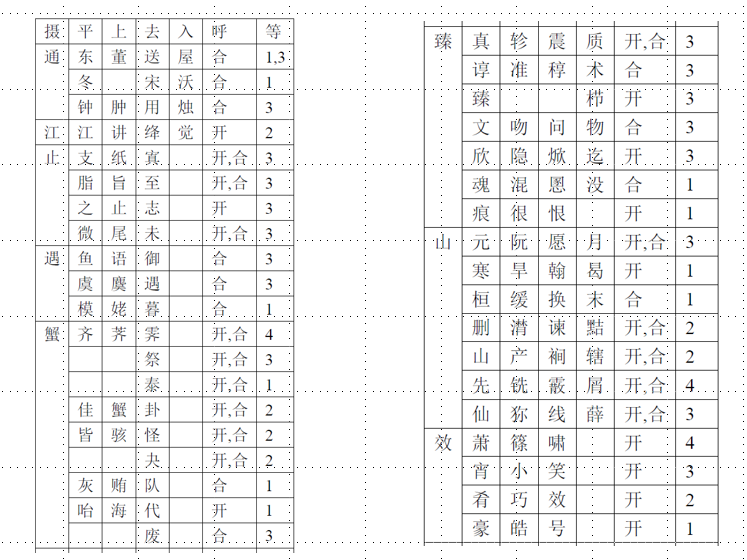 摄 平 上 去 入 呼 等
通 东 董 送 屋 合 1,3
冬 宋 沃 合 1
钟 肿 用 烛 合 3
江 江 讲 绛 觉 开 2
止 支 纸 寘 开,合 3
脂 旨 至 开,合 3
之 止 志 开 3
微 尾 未 开,合 3
遇 鱼 语 御 合 3
虞 麌 遇 合 3
模 姥 暮 合 1
蟹 齐 荠 霁 开,合 4
祭 开,合 3
泰 开,合 1
佳 蟹 卦 开,合 2
皆 骇 怪 开,合 2
夬 开,合 2
灰 贿 队 合 1
咍 海 代 开 1
废 合 3
臻 真 轸 震 质 开,合 3
谆 准 稕 术 合 3
臻 栉 开 3
文 吻 问 物 合 3
欣 隐 焮 迄 开 3
魂 混 慁 没 合 1
痕 很 恨 开 1
山 元 阮 愿 月 开,合 3
寒 旱 翰 曷 开 1
桓 缓 换 末 合 1
删 潸 谏 黠 开,合 2
山 产 裥 辖 开,合 2
先 铣 霰 屑 开,合 4
仙 狝 线 薛 开,合 3
效 萧 篠 啸 开 4
宵 小 笑 开 3
肴 巧 效 开 2
豪 皓 号 开 1